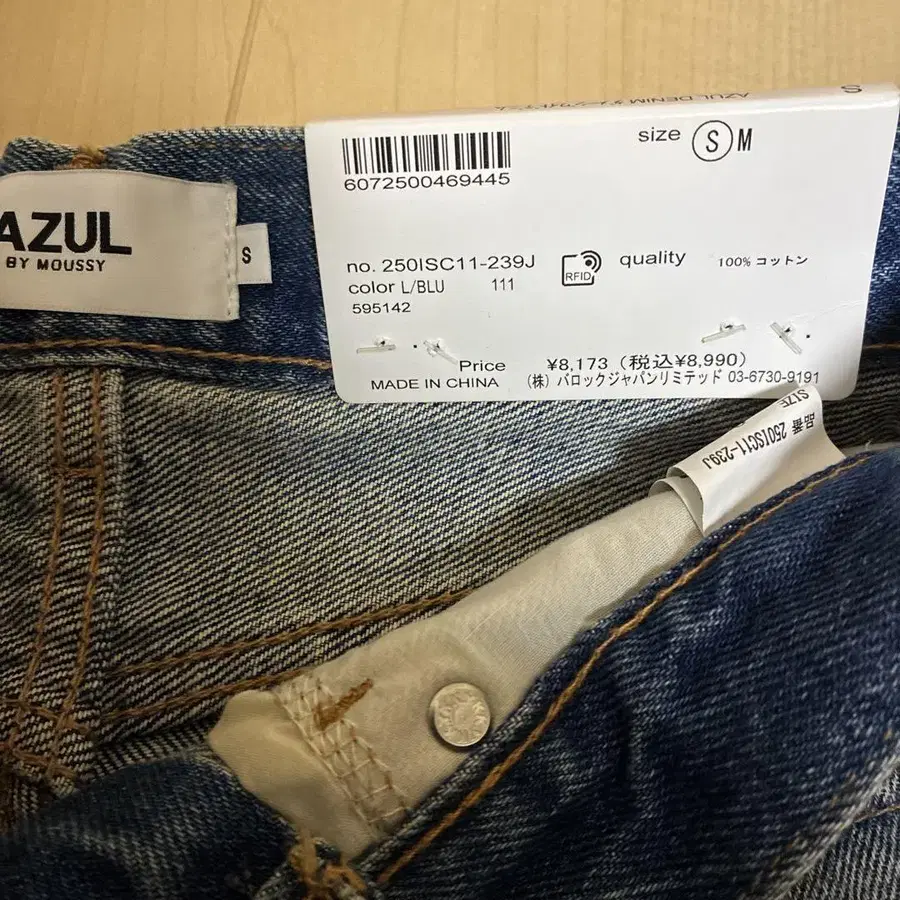 AZUL
BY MOUSSY
S
S
AZUL DENIM
6072500469445
size S M
no. 250ISC11-239J
RFID
quality 100% コットン
color L/BLU 111
595142
Price ¥8,173 (税込¥8,990)
MADE IN CHINA (株) バロックジャパンリミテッド 03-6730-9191
SIZE
品番 250ISC11-239J